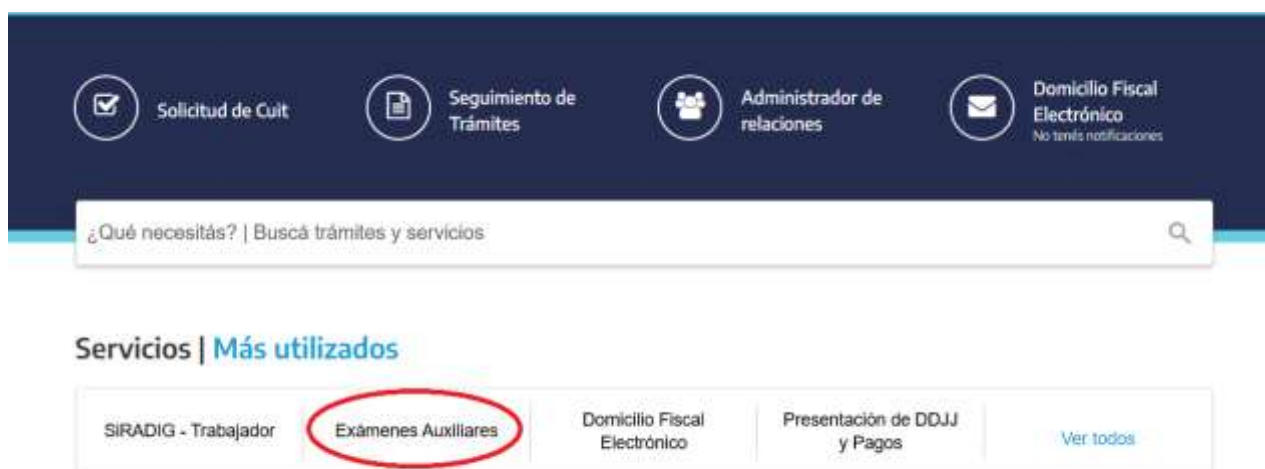 Solicitud de Cuit
Seguimiento de
Trámites
Administrador de
relaciones
Domicilio Fiscal
Electrónico
No tenés notificaciones
¿Qué necesitás? | Buscá trámites y servicios
Servicios | Más utilizados
SiRADIG - Trabajador
Exámenes Auxiliares
Domicilio Fiscal
Electrónico
Presentación de DDJJ
y Pagos
Ver todos